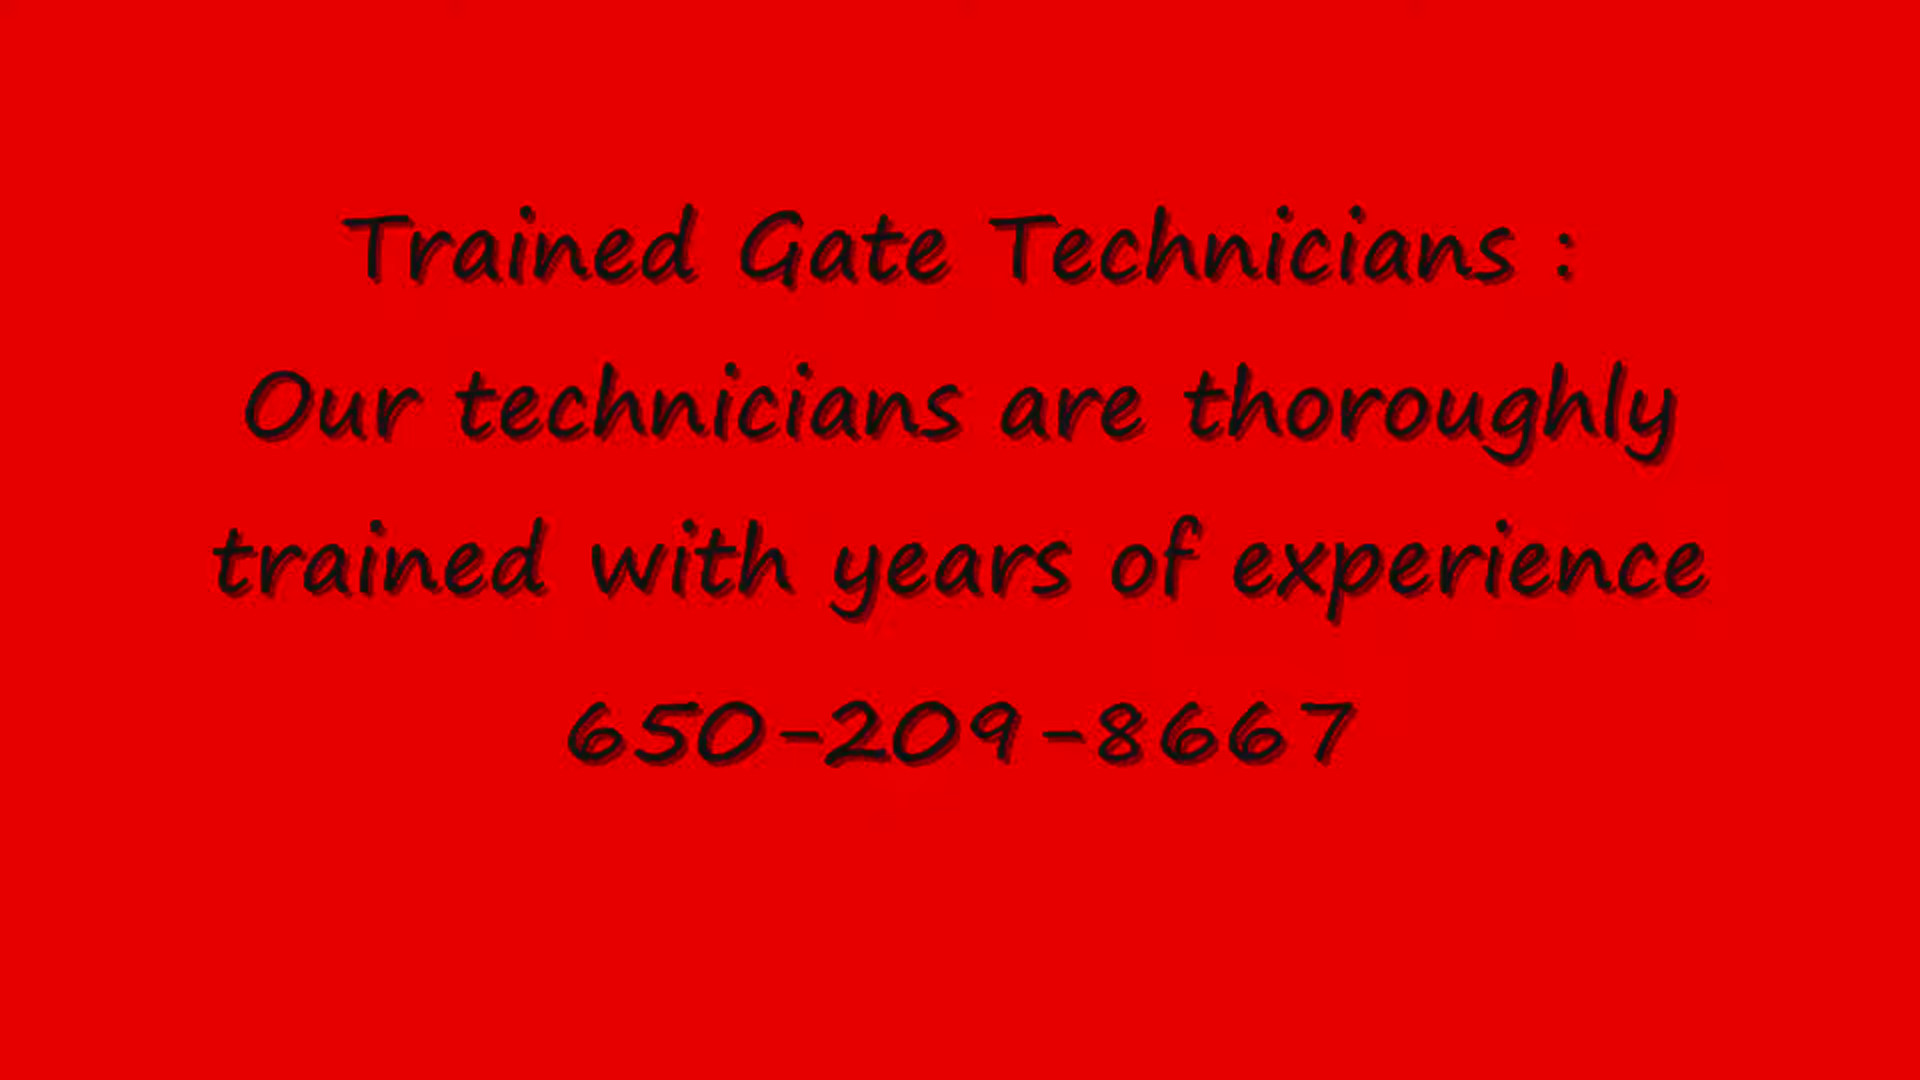 Trained Gate Technicians :
Our technicians are thoroughly
trained with years of experience
650-209-8667